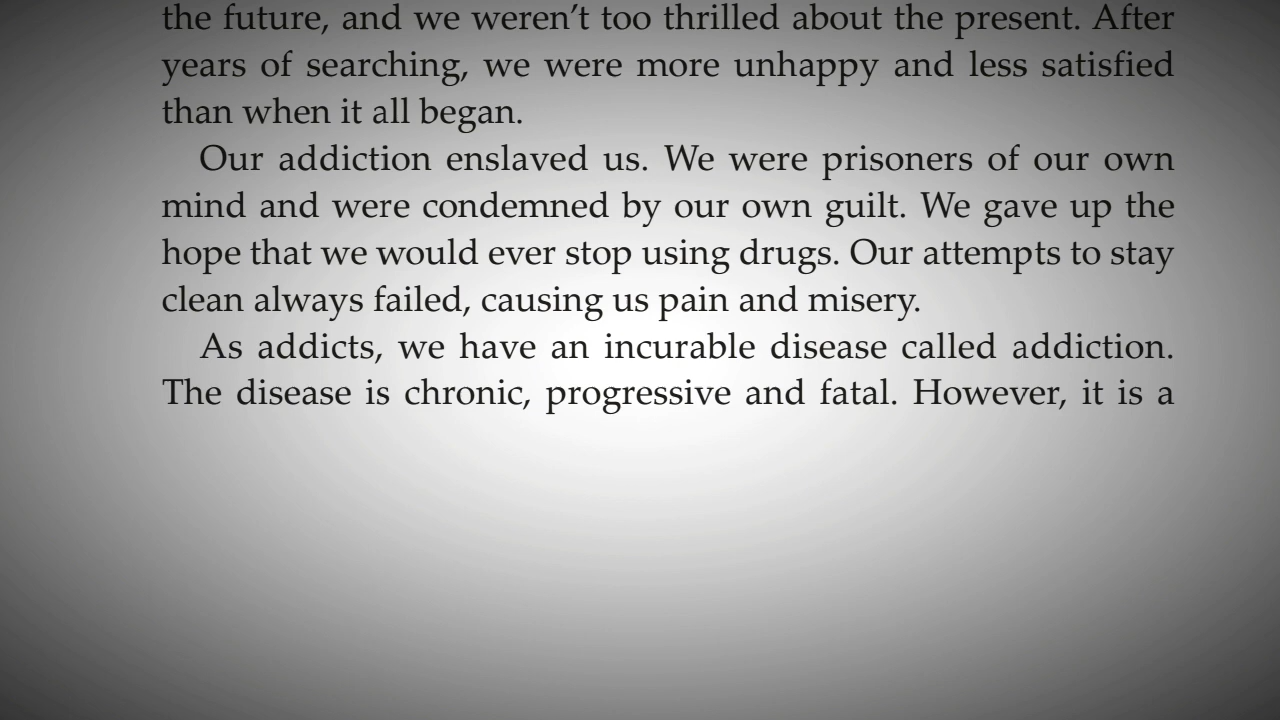 the future, and we weren’t too thrilled about the present. After
years of searching, we were more unhappy and less satisfied
than when it all began.
Our addiction enslaved us. We were prisoners of our own
mind and were condemned by our own guilt. We gave up the
hope that we would ever stop using drugs. Our attempts to stay
clean always failed, causing us pain and misery.
As addicts, we have an incurable disease called addiction.
The disease is chronic, progressive and fatal. However, it is a